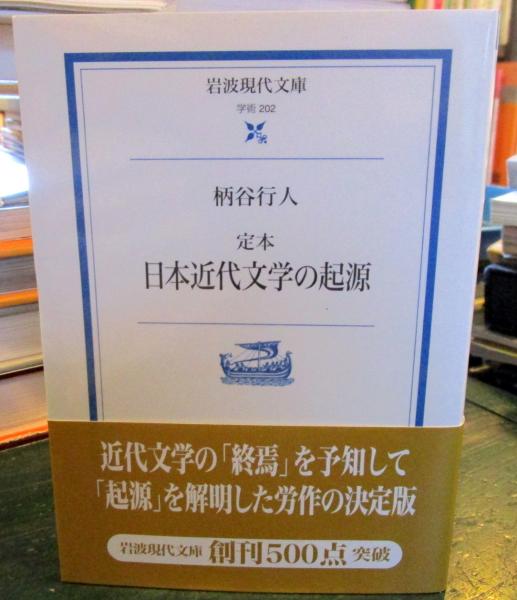 岩波現代文庫
学術 202
柄谷行人
定本
日本近代文学の起源
近代文学の「終焉」を予知して
「起源」を解明した労作の決定版
岩波現代文庫 創刊500点 突破